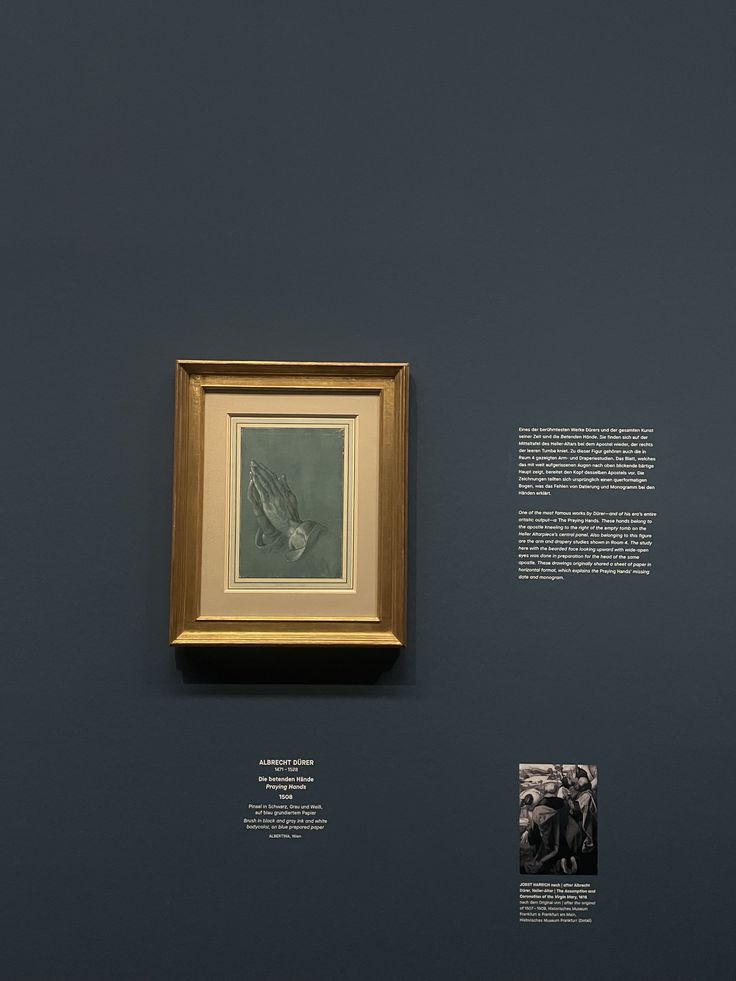 Eines der berühmtesten Werke Dürers und der gesamten Kunst
seiner Zeit sind die Betenden Hände. Sie finden sich auf der
Mitteltafel des Heller-Altars bei dem Apostel wieder, der rechts
der leeren Tumba kniet. Zu dieser Figur gehören auch die in
Raum 4 gezeigten Arm- und Draperiestudien. Das Blatt, welches
das mit weit aufgerissenen Augen nach oben blickende bärtige
Haupt zeigt, bereitet den Kopf desselben Apostels vor. Die
Zeichnungen teilten sich ursprünglich einen querformatigen
Bogen, was das Fehlen von Datierung und Monogramm bei den
Händen erklärt.
One of the most famous works by Dürer—and of his era's entire
artistic output—is The Praying Hands. These hands belong to
the apostle kneeling to the right of the empty tomb on the
Heller Altarpiece's central panel. Also belonging to this figure
are the arm and drapery studies shown in Room 4. The study
here with the bearded face looking upward with wide-open
eyes was done in preparation for the head of the same
apostle. These drawings originally shared a sheet of paper in
horizontal format, which explains the Praying Hands' missing
date and monogram.
ALBRECHT DÜRER
1471–1528
Die betenden Hände
Praying Hands
1508
Pinsel in Schwarz, Grau und Weiß,
auf blau grundiertem Papier
Brush in black and gray ink and white
bodycolor, on blue prepared paper
ALBERTINA, Wien
JOBST HARRICH nach | after Albrecht
Dürer, Heller-Altar | The Assumption and
Coronation of the Virgin Mary, 1614
nach dem Original von | after the original
of 1507–1509, Historisches Museum
Frankfurt © Frankfurt am Main,
Historisches Museum Frankfurt (Detail)